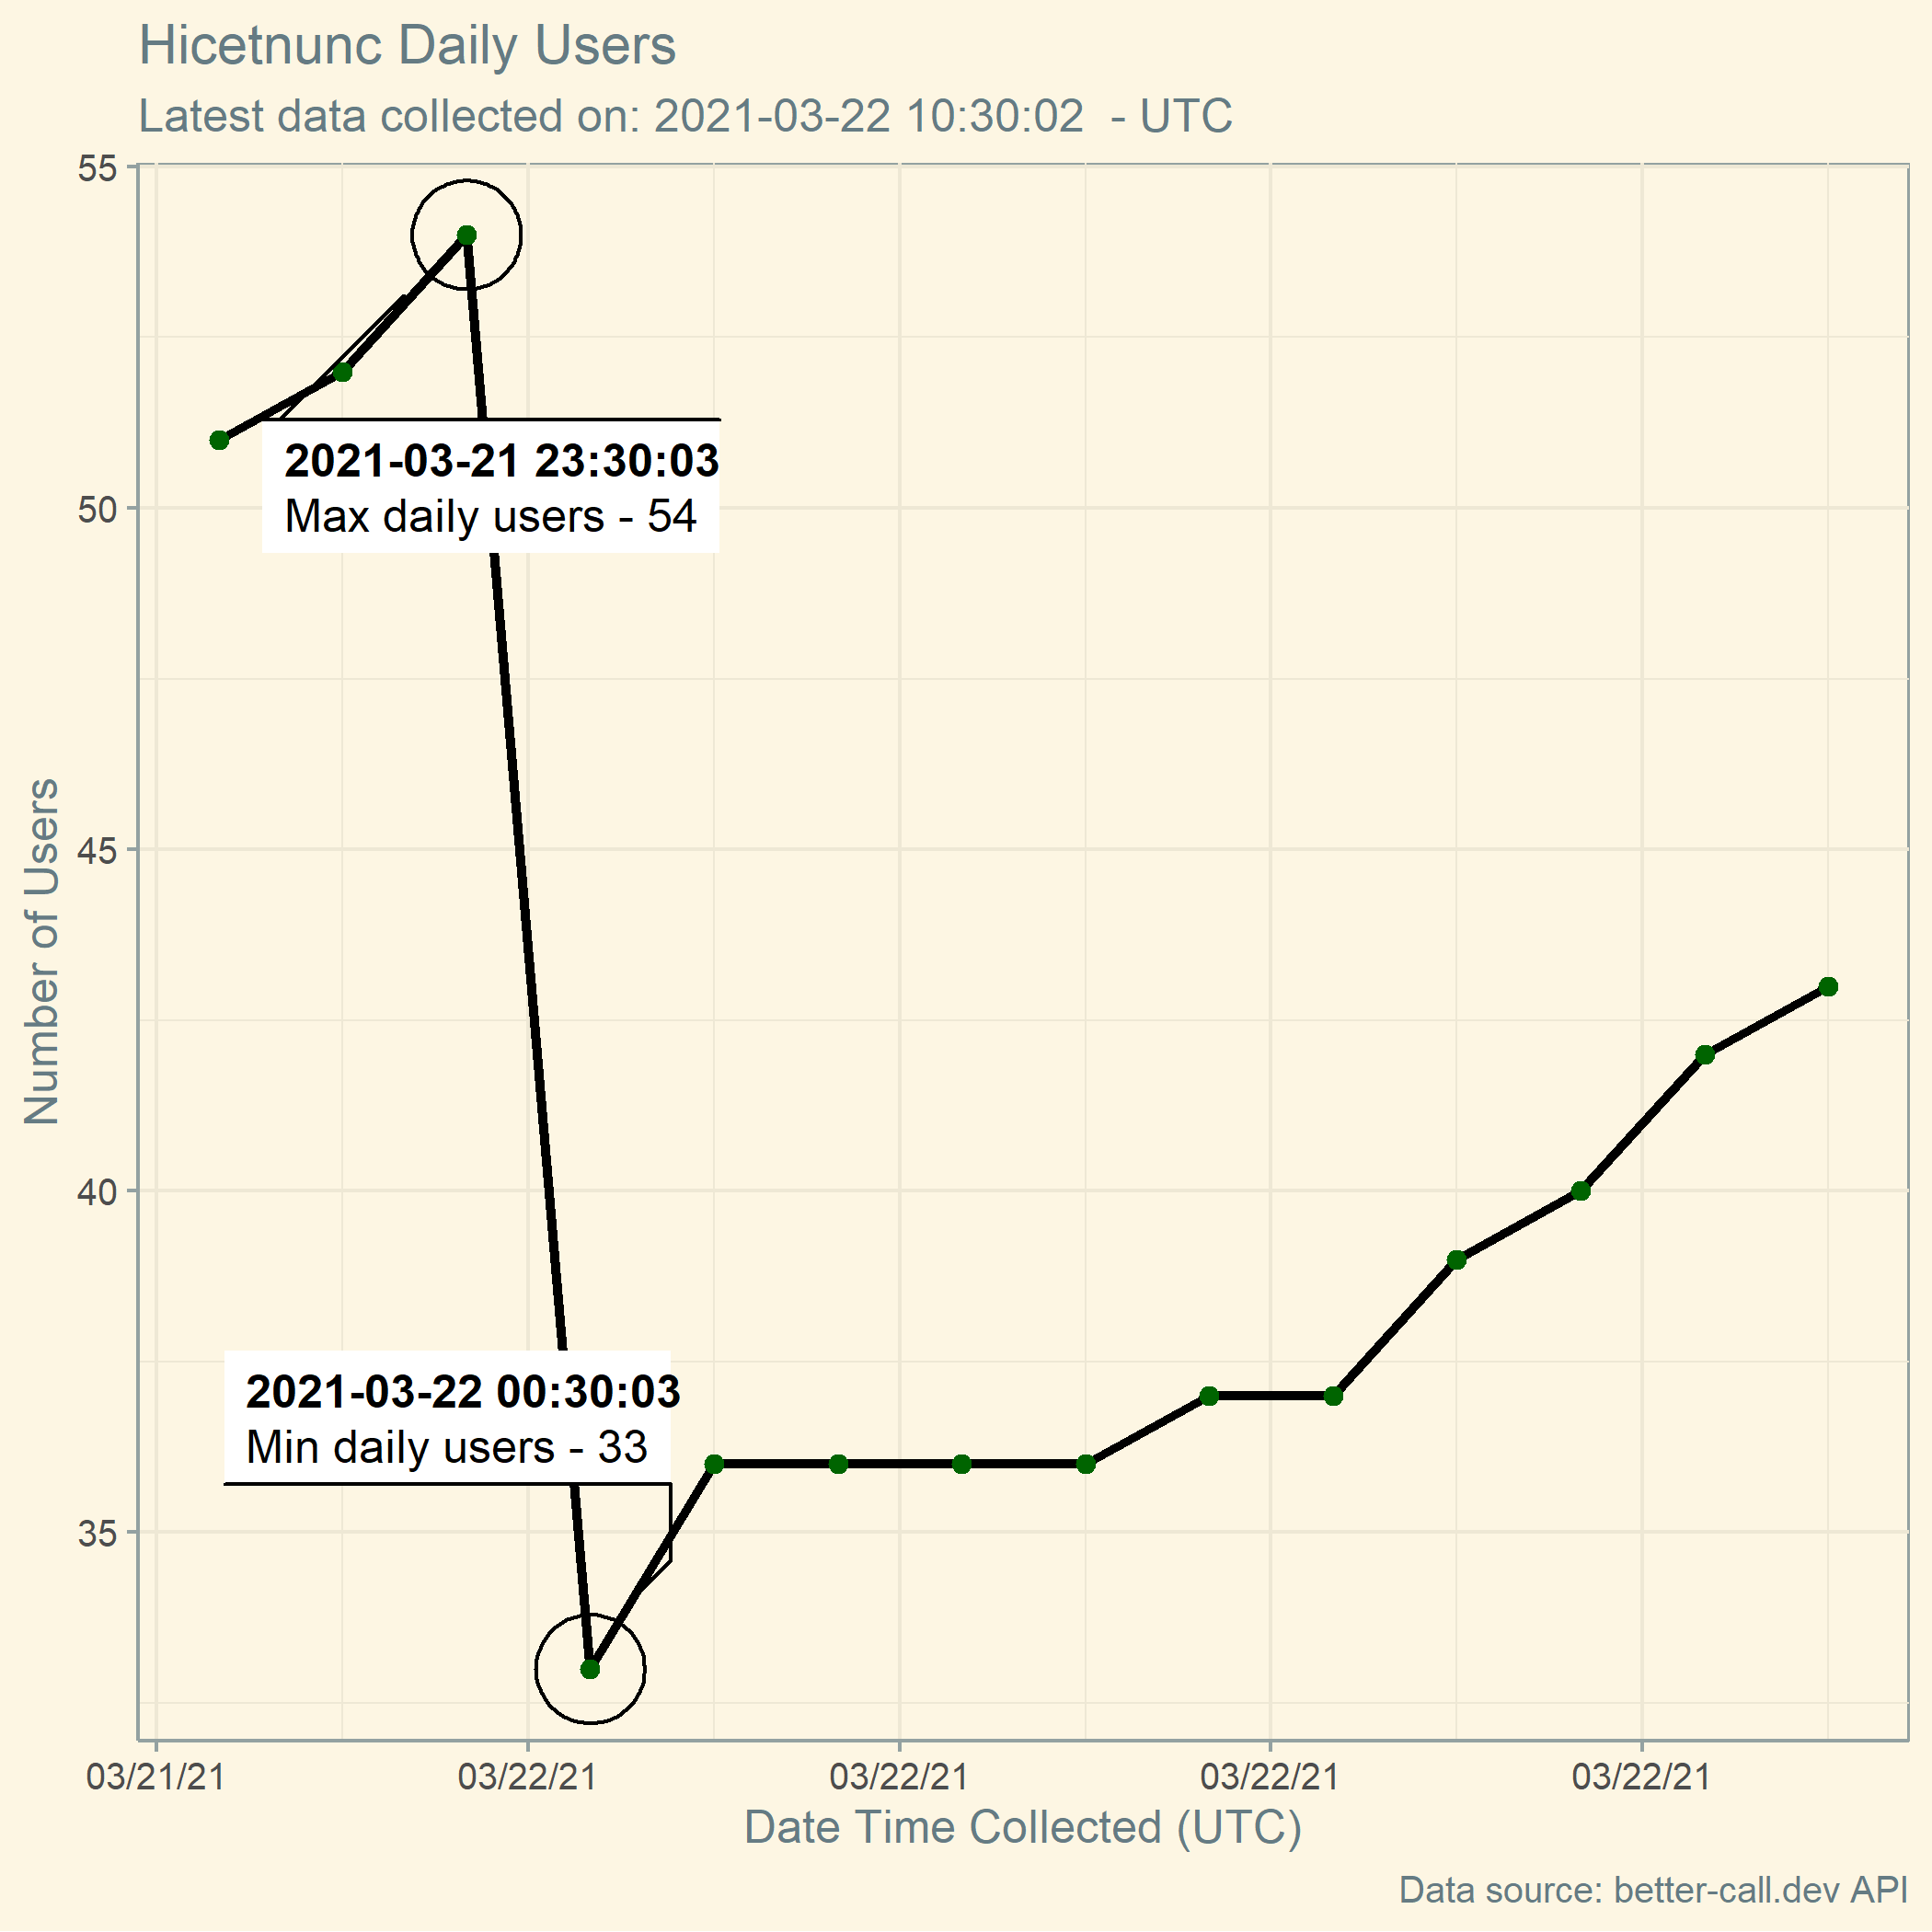 Hicetnunc Daily Users
Latest data collected on: 2021-03-22 10:30:02  - UTC
55
50
45
40
35
Number of Users
2021-03-21 23:30:03
Max daily users - 54
2021-03-22 00:30:03
Min daily users - 33
03/21/21
03/22/21
03/22/21
03/22/21
03/22/21
Date Time Collected (UTC)
Data source: better-call.dev API